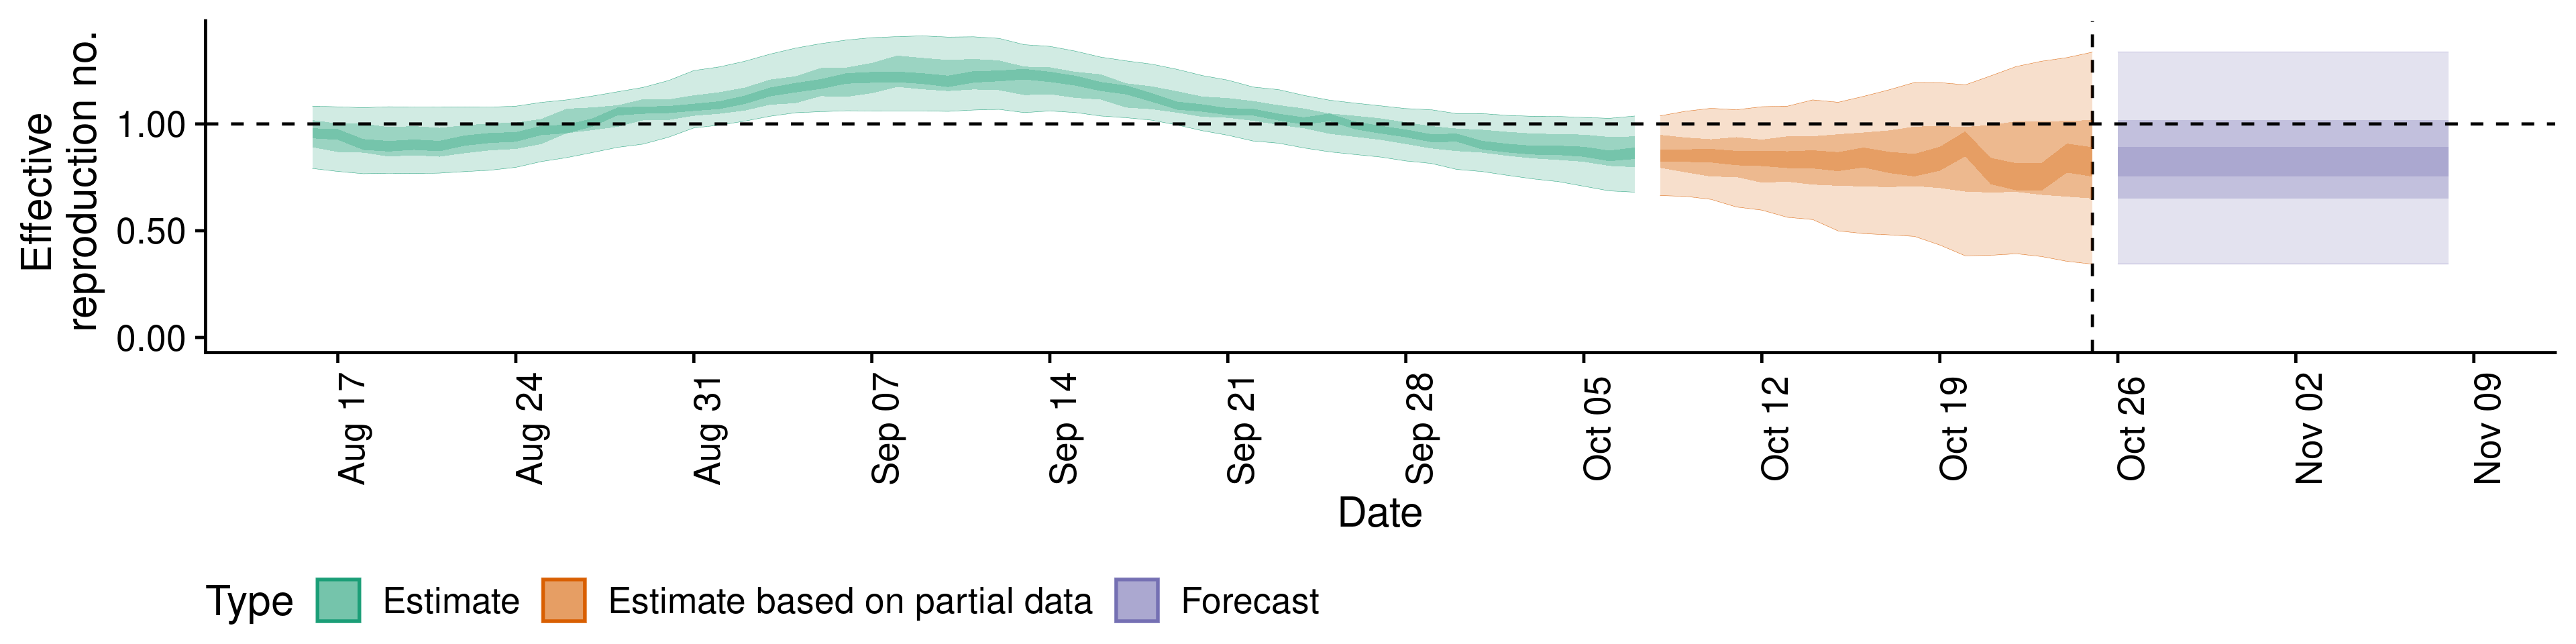 Effective
reproduction no.
1.00
0.50
0.00
Aug 17
Aug 24
Aug 31
Sep 07
Sep 14
Sep 21
Sep 28
Oct 05
Oct 12
Oct 19
Oct 26
Nov 02
Nov 09
Date
Type Estimate Estimate based on partial data Forecast